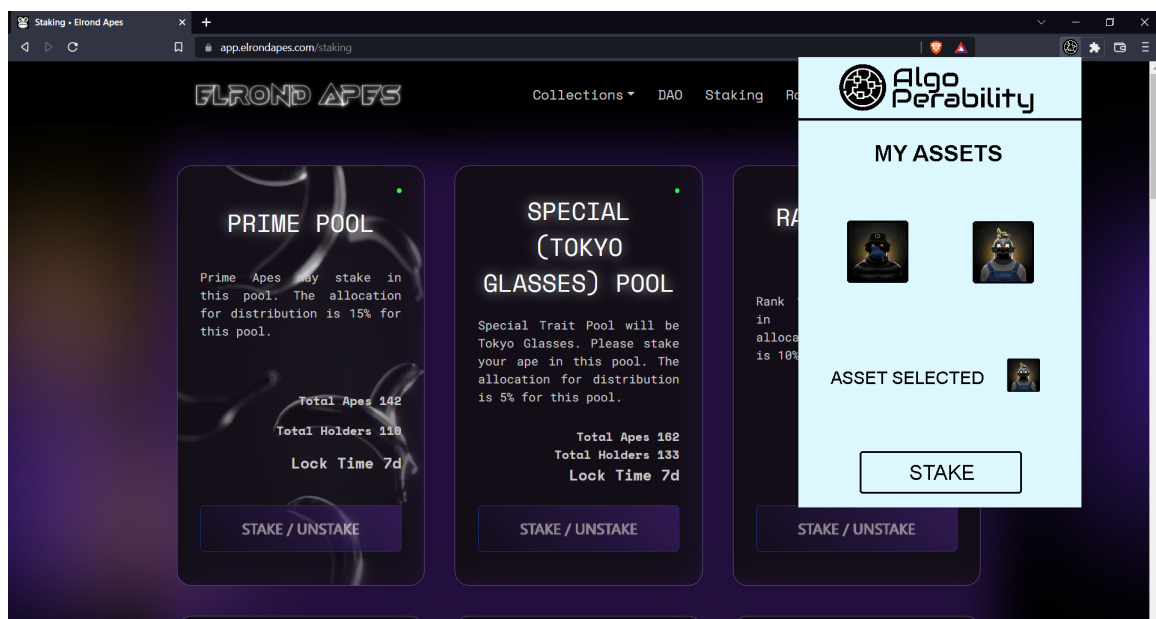 Staking • Elrond Apes
app.elrondapes.com/staking
ELROND APES
Collections
DAO
Staking
Algo
Perability
MY ASSETS
ASSET SELECTED
STAKE
PRIME POOL
Prime Apes may stake in
this pool. The allocation
for distribution is 15% for
this pool.
Total Apes 142
Total Holders 110
Lock Time 7d
STAKE / UNSTAKE
SPECIAL
(TOKYO
GLASSES) POOL
Special Trait Pool will be
Tokyo Glasses. Please stake
your ape in this pool. The
allocation for distribution
is 5% for this pool.
Total Apes 162
Total Holders 133
Lock Time 7d
STAKE / UNSTAKE
Rank
in
is 10%
STAKE / UNSTAKE